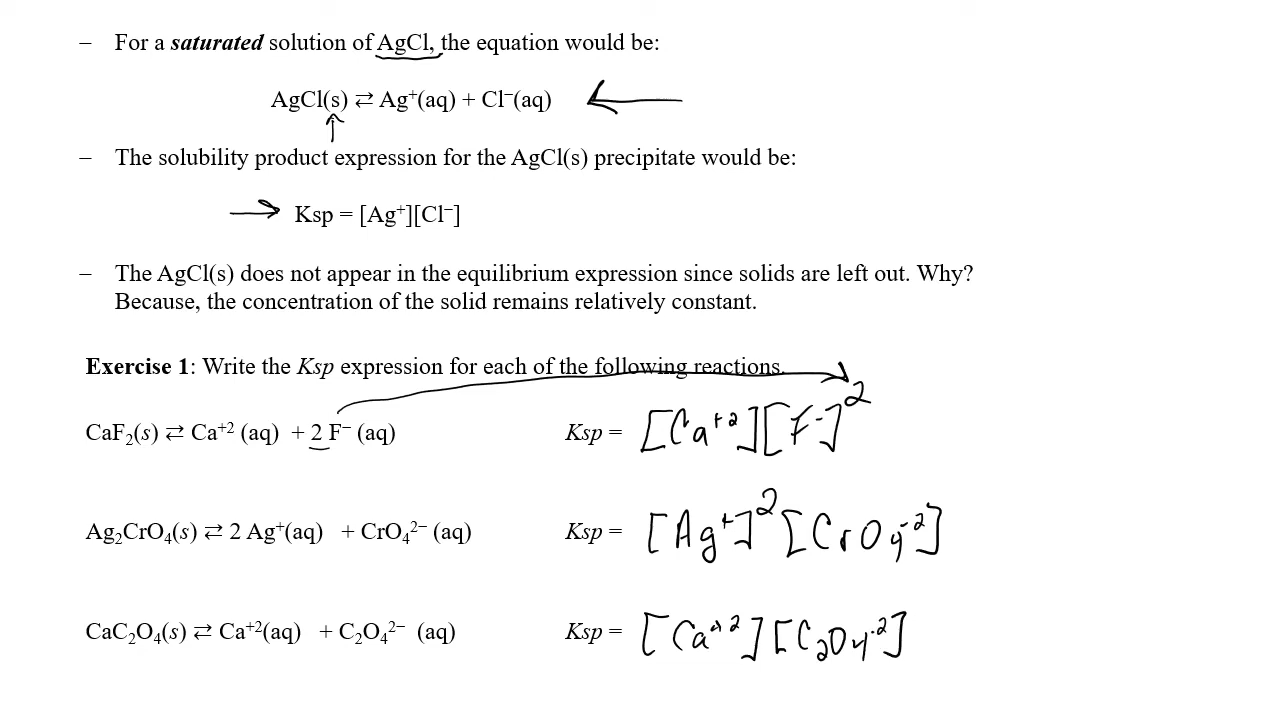 – For a saturated solution of AgCl, the equation would be:
AgCl(s) ⇄ Ag⁺(aq) + Cl⁻(aq)
– The solubility product expression for the AgCl(s) precipitate would be:
Ksp = [Ag⁺][Cl⁻]
– The AgCl(s) does not appear in the equilibrium expression since solids are left out. Why?
Because, the concentration of the solid remains relatively constant.
Exercise 1: Write the Ksp expression for each of the following reactions.
CaF₂(s) ⇄ Ca⁺² (aq) + 2 F⁻ (aq) Ksp = [Ca⁺²][F⁻]²
Ag₂CrO₄(s) ⇄ 2 Ag⁺(aq) + CrO₄²⁻ (aq) Ksp = [Ag⁺]²[CrO₄⁻²]
CaC₂O₄(s) ⇄ Ca⁺²(aq) + C₂O₄²⁻ (aq) Ksp = [Ca⁺²][C₂O₄⁻²]